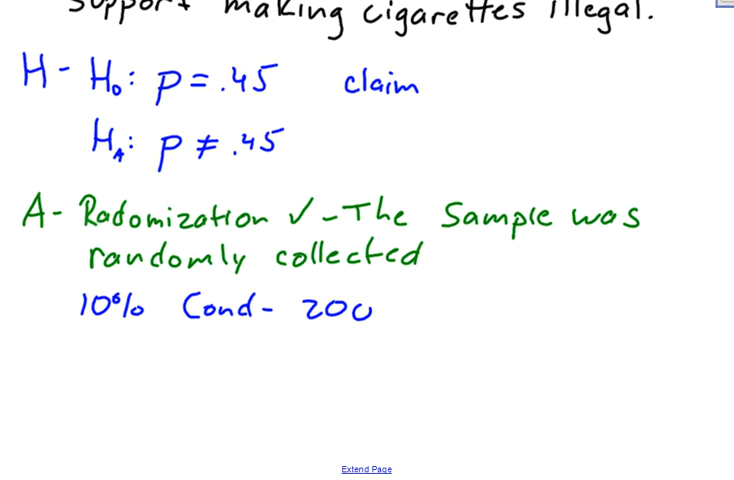 support making cigarettes illegal.
H - H₀: p = .45 claim
Hₐ: p ≠ .45
A - Radomization ✓ - The Sample was
randomly collected
10% Cond - 200
Extend Page